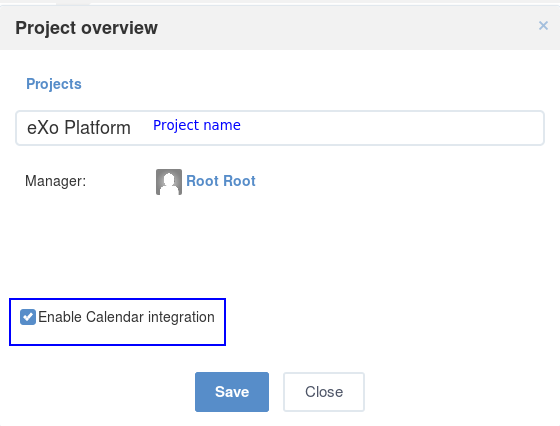 Project overview ×
Projects
eXo Platform Project name
Manager: Root Root
Enable Calendar integration
Save Close